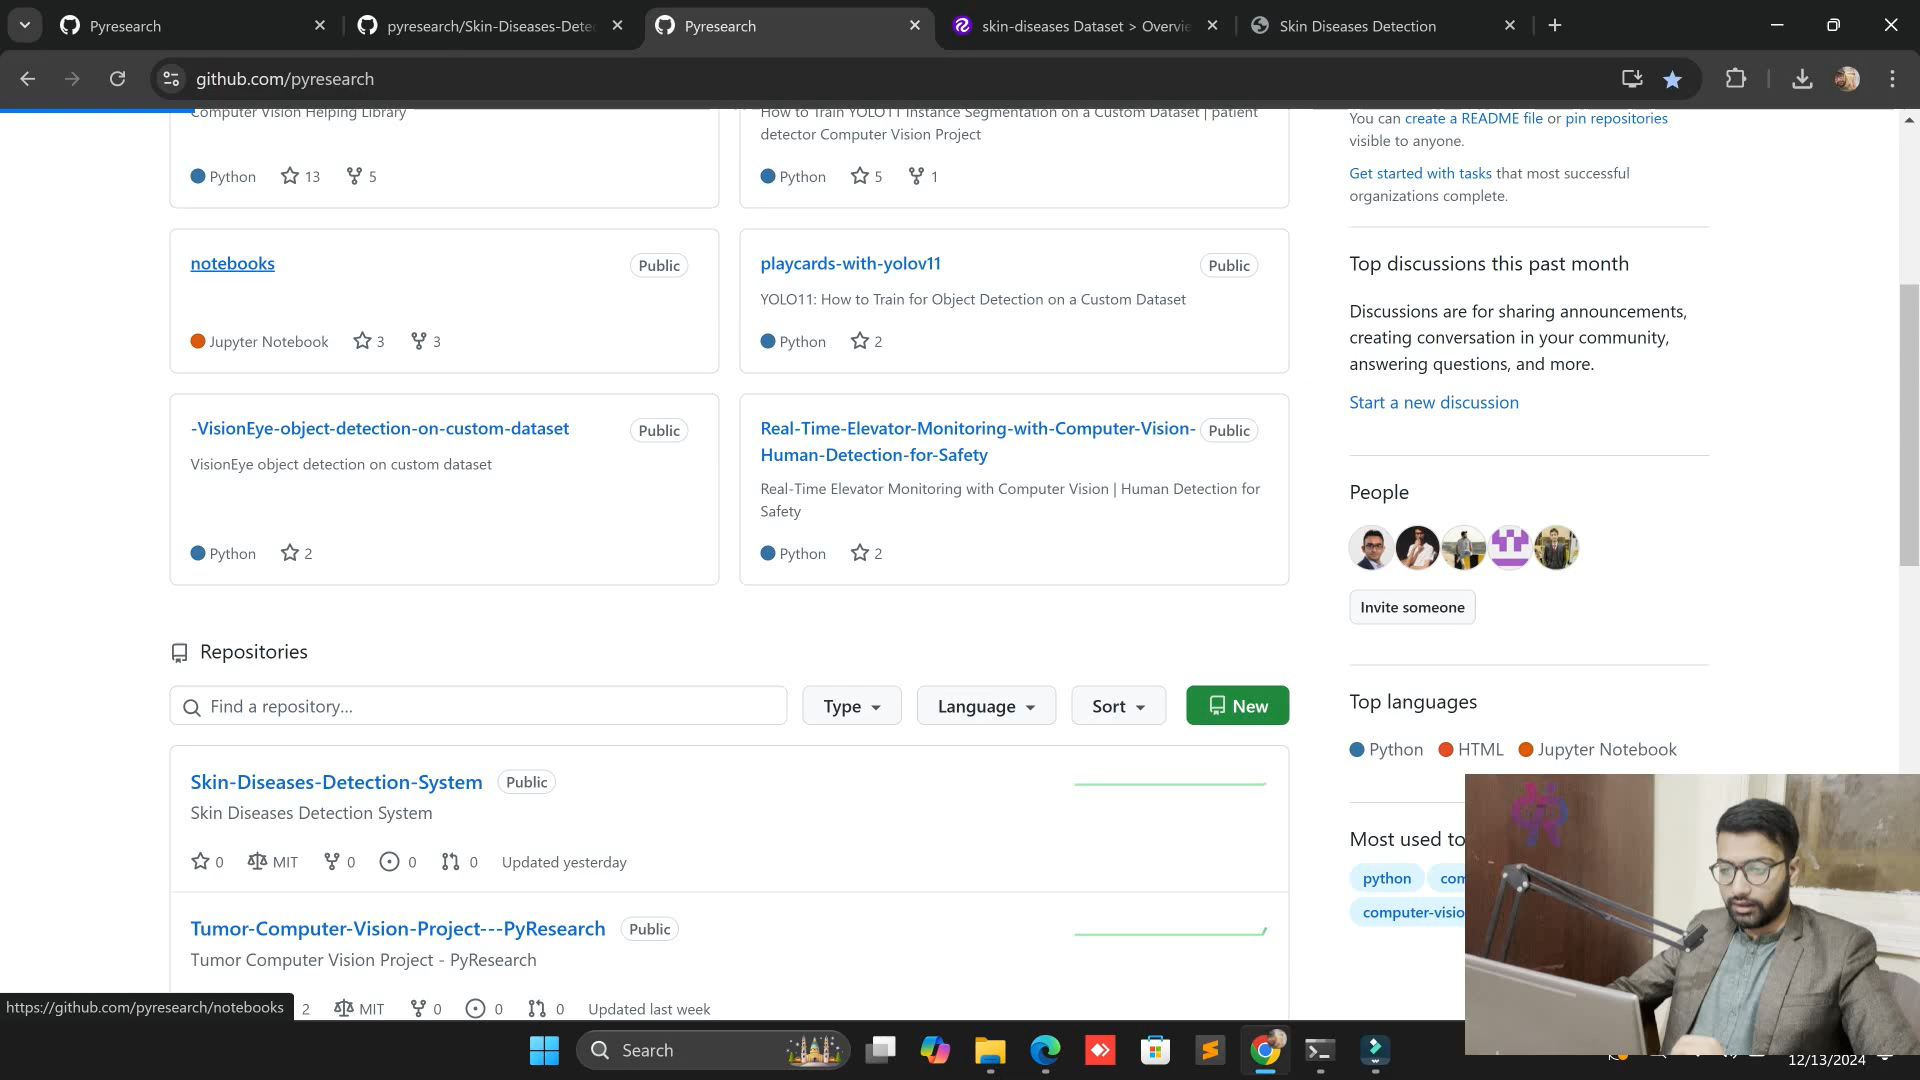 Pyresearch
pyresearch/Skin-Diseases-Dete
Pyresearch
skin-diseases Dataset > Overvie
Skin Diseases Detection
github.com/pyresearch
Computer Vision Helping Library
Python 13 5
How to Train YOLO11 Instance Segmentation on a Custom Dataset | patient
detector Computer Vision Project
Python 5 1
You can create a README file or pin repositories
visible to anyone.
Get started with tasks that most successful
organizations complete.
notebooks Public
Jupyter Notebook 3 3
playcards-with-yolov11 Public
YOLO11: How to Train for Object Detection on a Custom Dataset
Python 2
Top discussions this past month
Discussions are for sharing announcements,
creating conversation in your community,
answering questions, and more.
Start a new discussion
-VisionEye-object-detection-on-custom-dataset Public
VisionEye object detection on custom dataset
Python 2
Real-Time-Elevator-Monitoring-with-Computer-Vision- Public
Human-Detection-for-Safety
Real-Time Elevator Monitoring with Computer Vision | Human Detection for
Safety
Python 2
People
Invite someone
Repositories
Find a repository...
Type
Language
Sort
New
Top languages
Python HTML Jupyter Notebook
Skin-Diseases-Detection-System Public
Skin Diseases Detection System
0 MIT 0 0 0 Updated yesterday
Most used to
python com
computer-visio
Tumor-Computer-Vision-Project---PyResearch Public
Tumor Computer Vision Project - PyResearch
2 MIT 0 0 0 Updated last week
https://github.com/pyresearch/notebooks
Search
12/13/2024